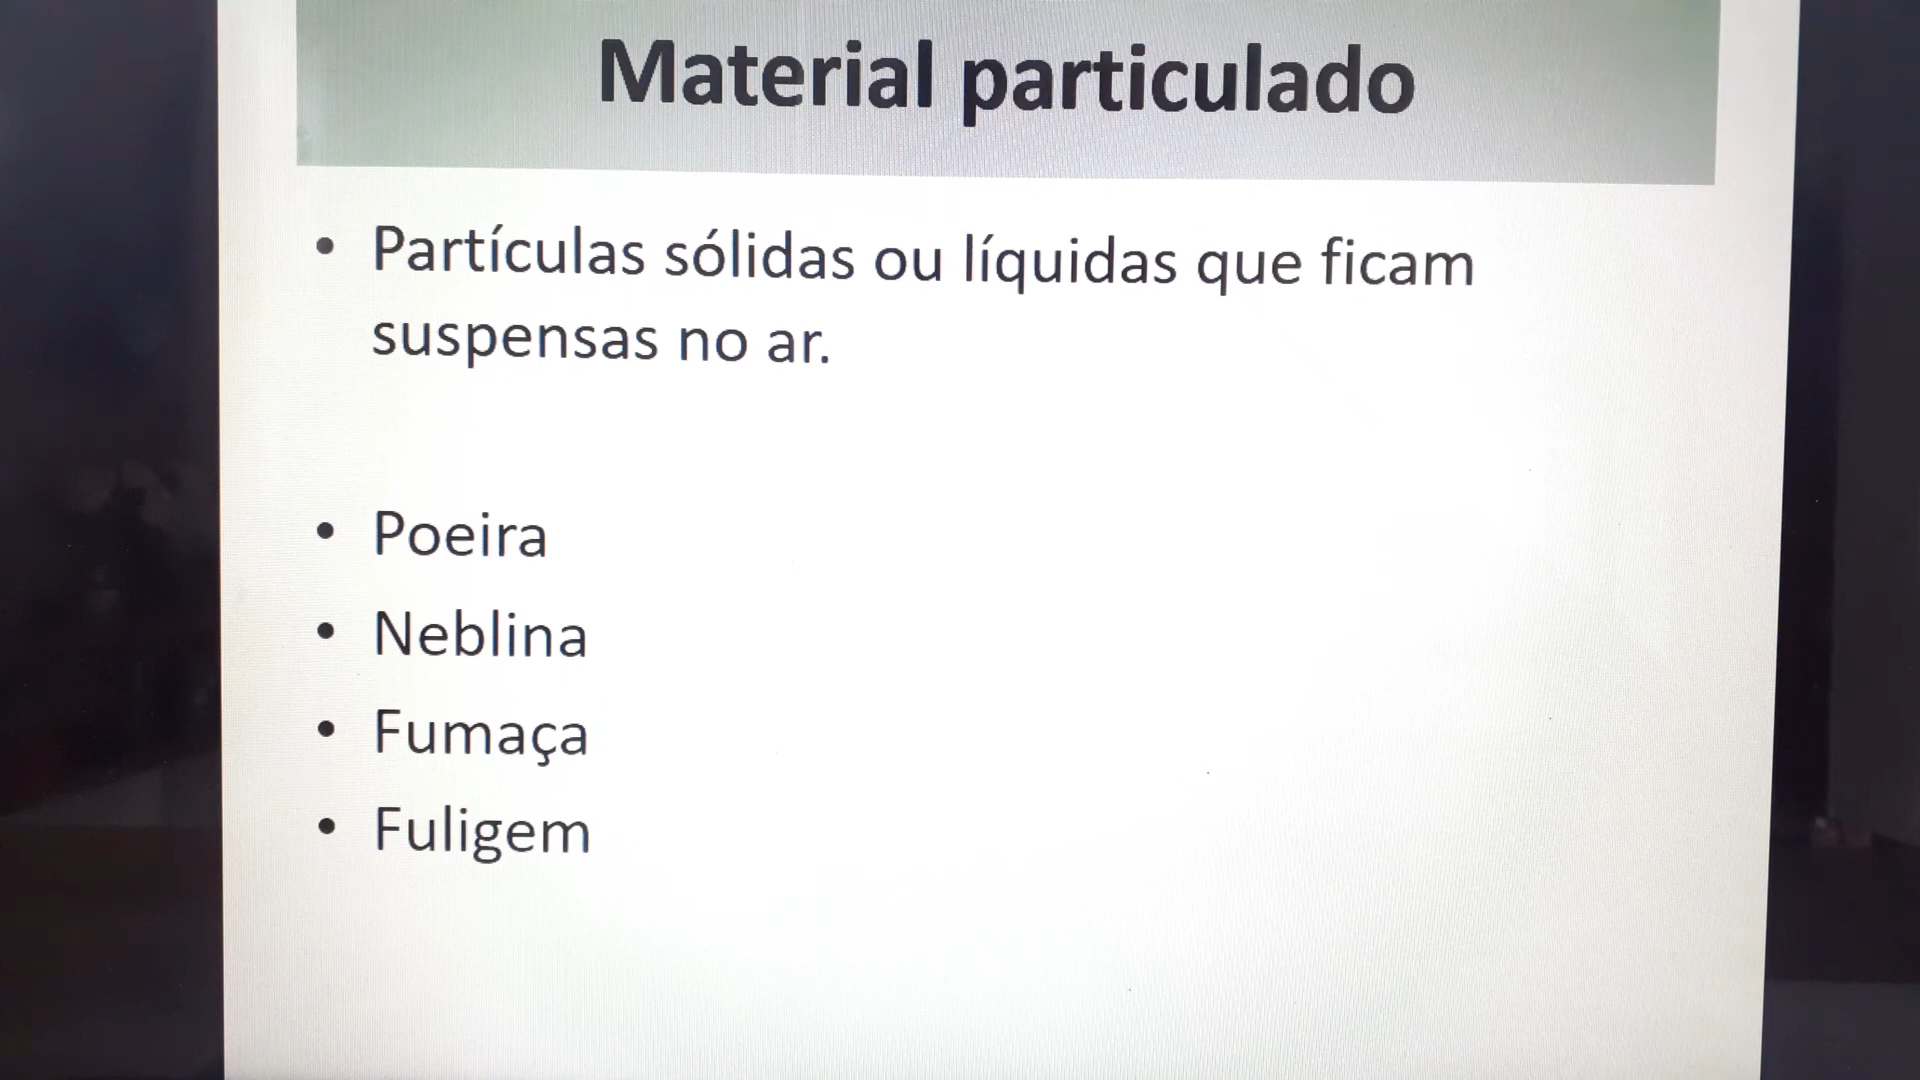 Material particulado
• Partículas sólidas ou líquidas que ficam
suspensas no ar.
• Poeira
• Neblina
• Fumaça
• Fuligem